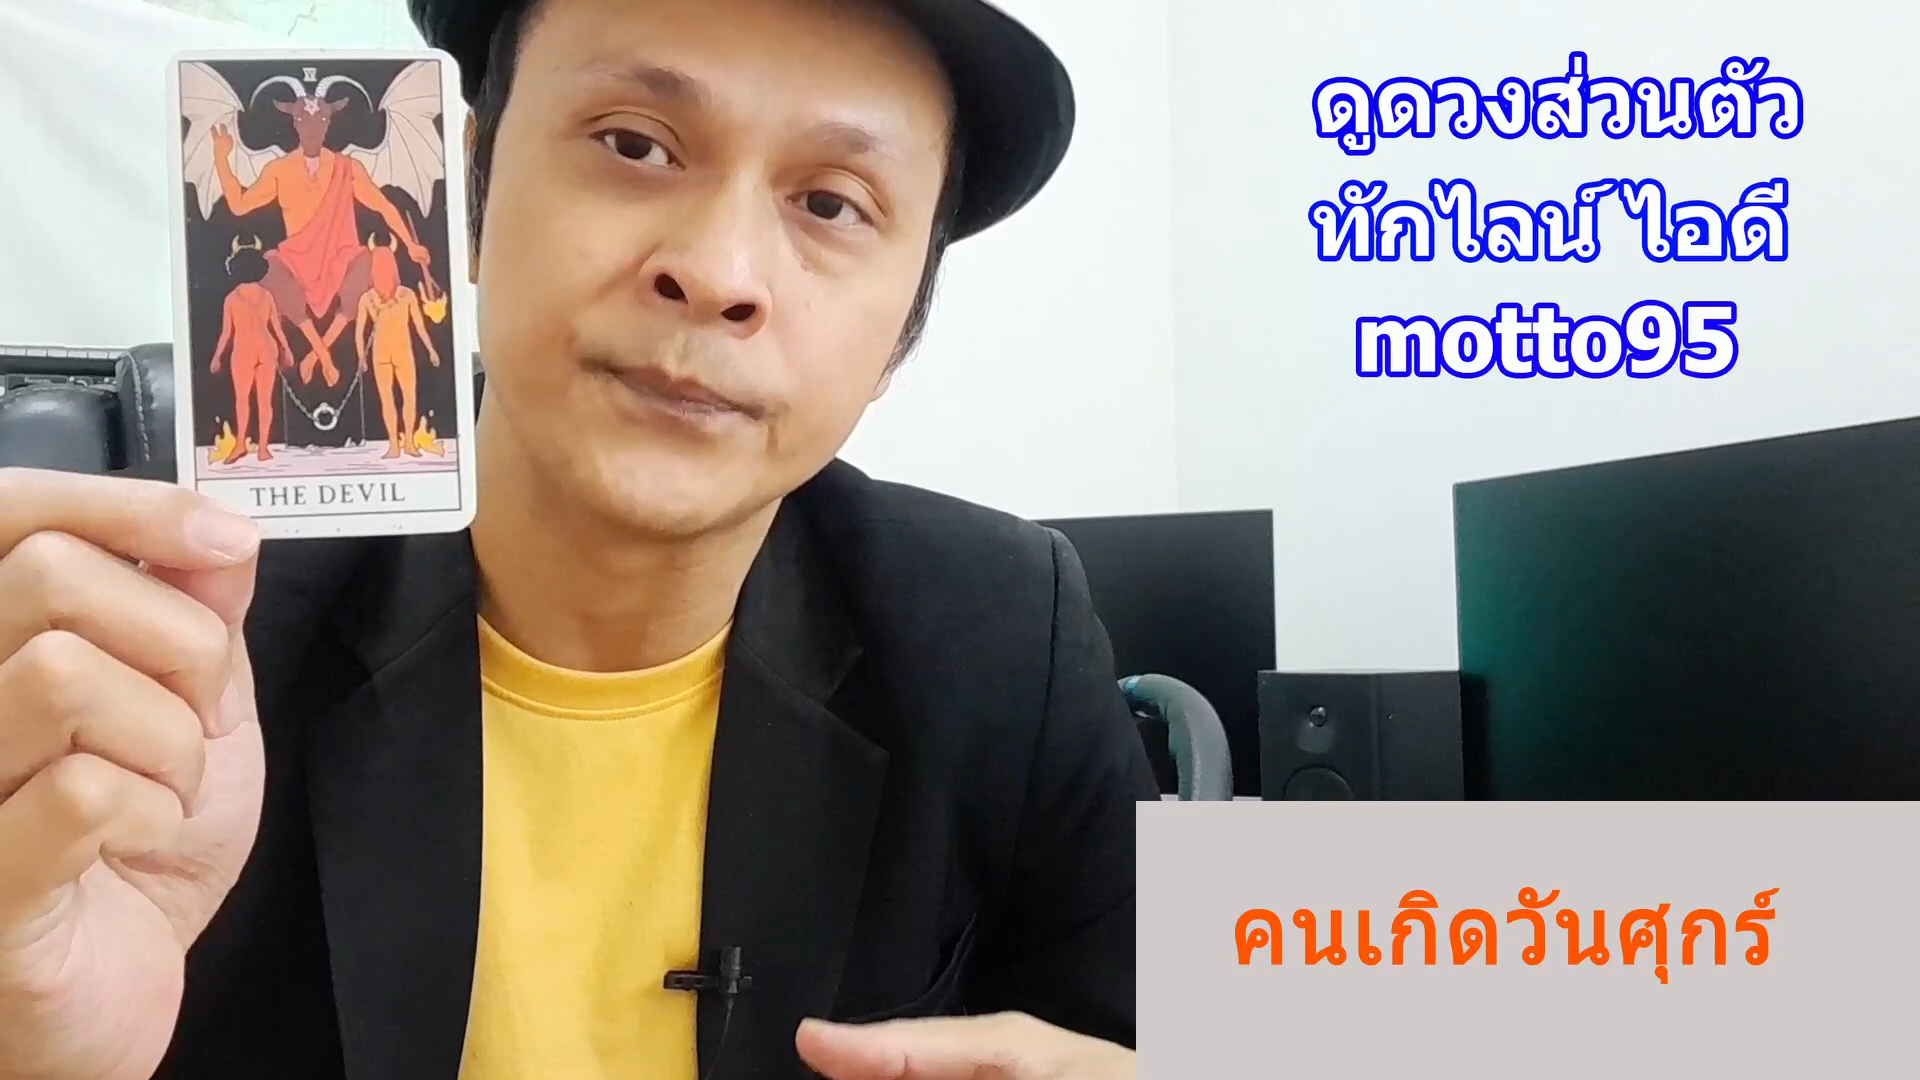 XV
THE DEVIL
ดูดวงส่วนตัว
ทักไลน์ ไอดี
motto95
คนเกิดวันศุกร์